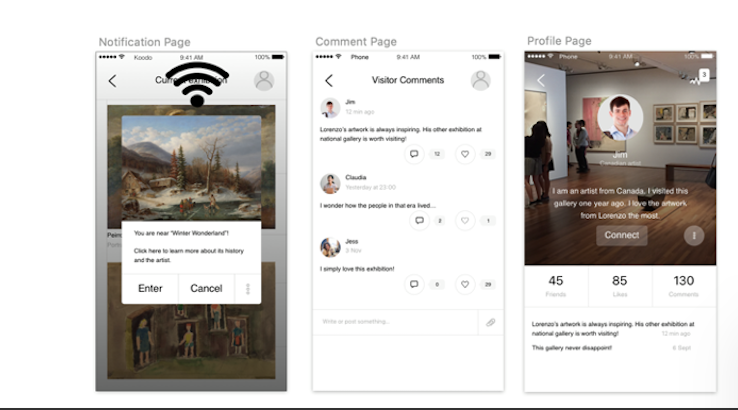 Notification Page
Koodo 9:41 AM 100%
You are near "Winter Wonderland"!
Click here to learn more about its history
and the artist.
Enter Cancel
Comment Page
Phone 9:41 AM 100%
Visitor Comments
Jim
12 min ago
Lorenzo's artwork is always inspiring. His other exhibition at
national gallery is worth visiting!
12 29
Claudia
Yesterday at 23:00
I wonder how the people in that era lived...
2 1
Jess
3 Nov
I simply love this exhibition!
0 29
Write or post something...
Profile Page
Phone 9:41 AM 100%
3
Jim
Canadian artist
I am an artist from Canada. I visited this
gallery one year ago. I love the artwork
from Lorenzo the most.
Connect
45 85 130
Friends Likes Comments
Lorenzo's artwork is always inspiring. His other exhibition at
national gallery is worth visiting! 12 min ago
This gallery never disappoint! 6 Sept